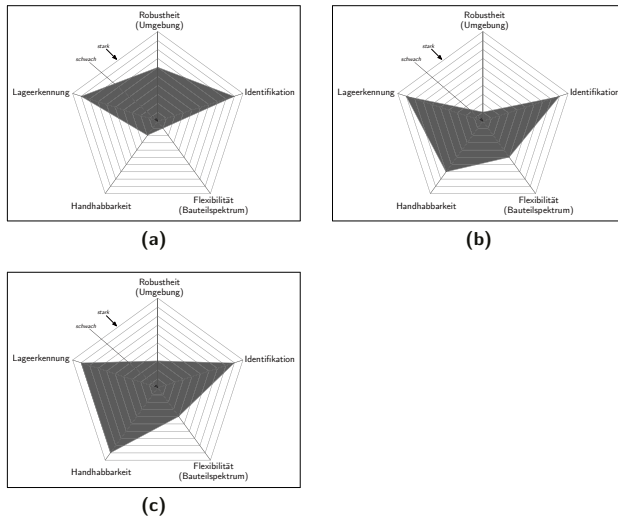 Robustheit
(Umgebung)
stark
schwach
Lageerkennung
Identifikation
Handhabbarkeit
Flexibilität
(Bauteilspektrum)
(a)
Robustheit
(Umgebung)
stark
schwach
Lageerkennung
Identifikation
Handhabbarkeit
Flexibilität
(Bauteilspektrum)
(b)
Robustheit
(Umgebung)
stark
schwach
Lageerkennung
Identifikation
Handhabbarkeit
Flexibilität
(Bauteilspektrum)
(c)